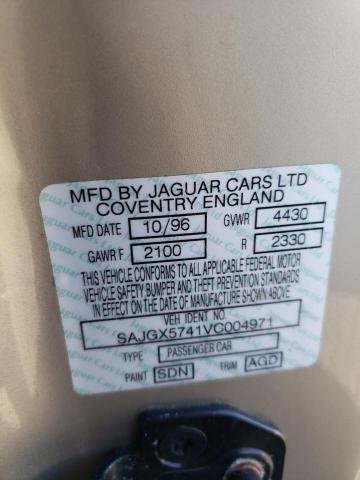 MFD BY JAGUAR CARS LTD
COVENTRY ENGLAND
MFD DATE 10/96 GVWR 4430
GAWR F 2100 R 2330
THIS VEHICLE CONFORMS TO ALL APPLICABLE FEDERAL MOTOR
VEHICLE SAFETY BUMPER AND THEFT PREVENTION STANDARDS
IN EFFECT ON THE DATE OF MANUFACTURE SHOWN ABOVE
VEH IDENT NO.
SAJGX5741VC004971
TYPE PASSENGER CAR
PAINT SDN TRIM AGD